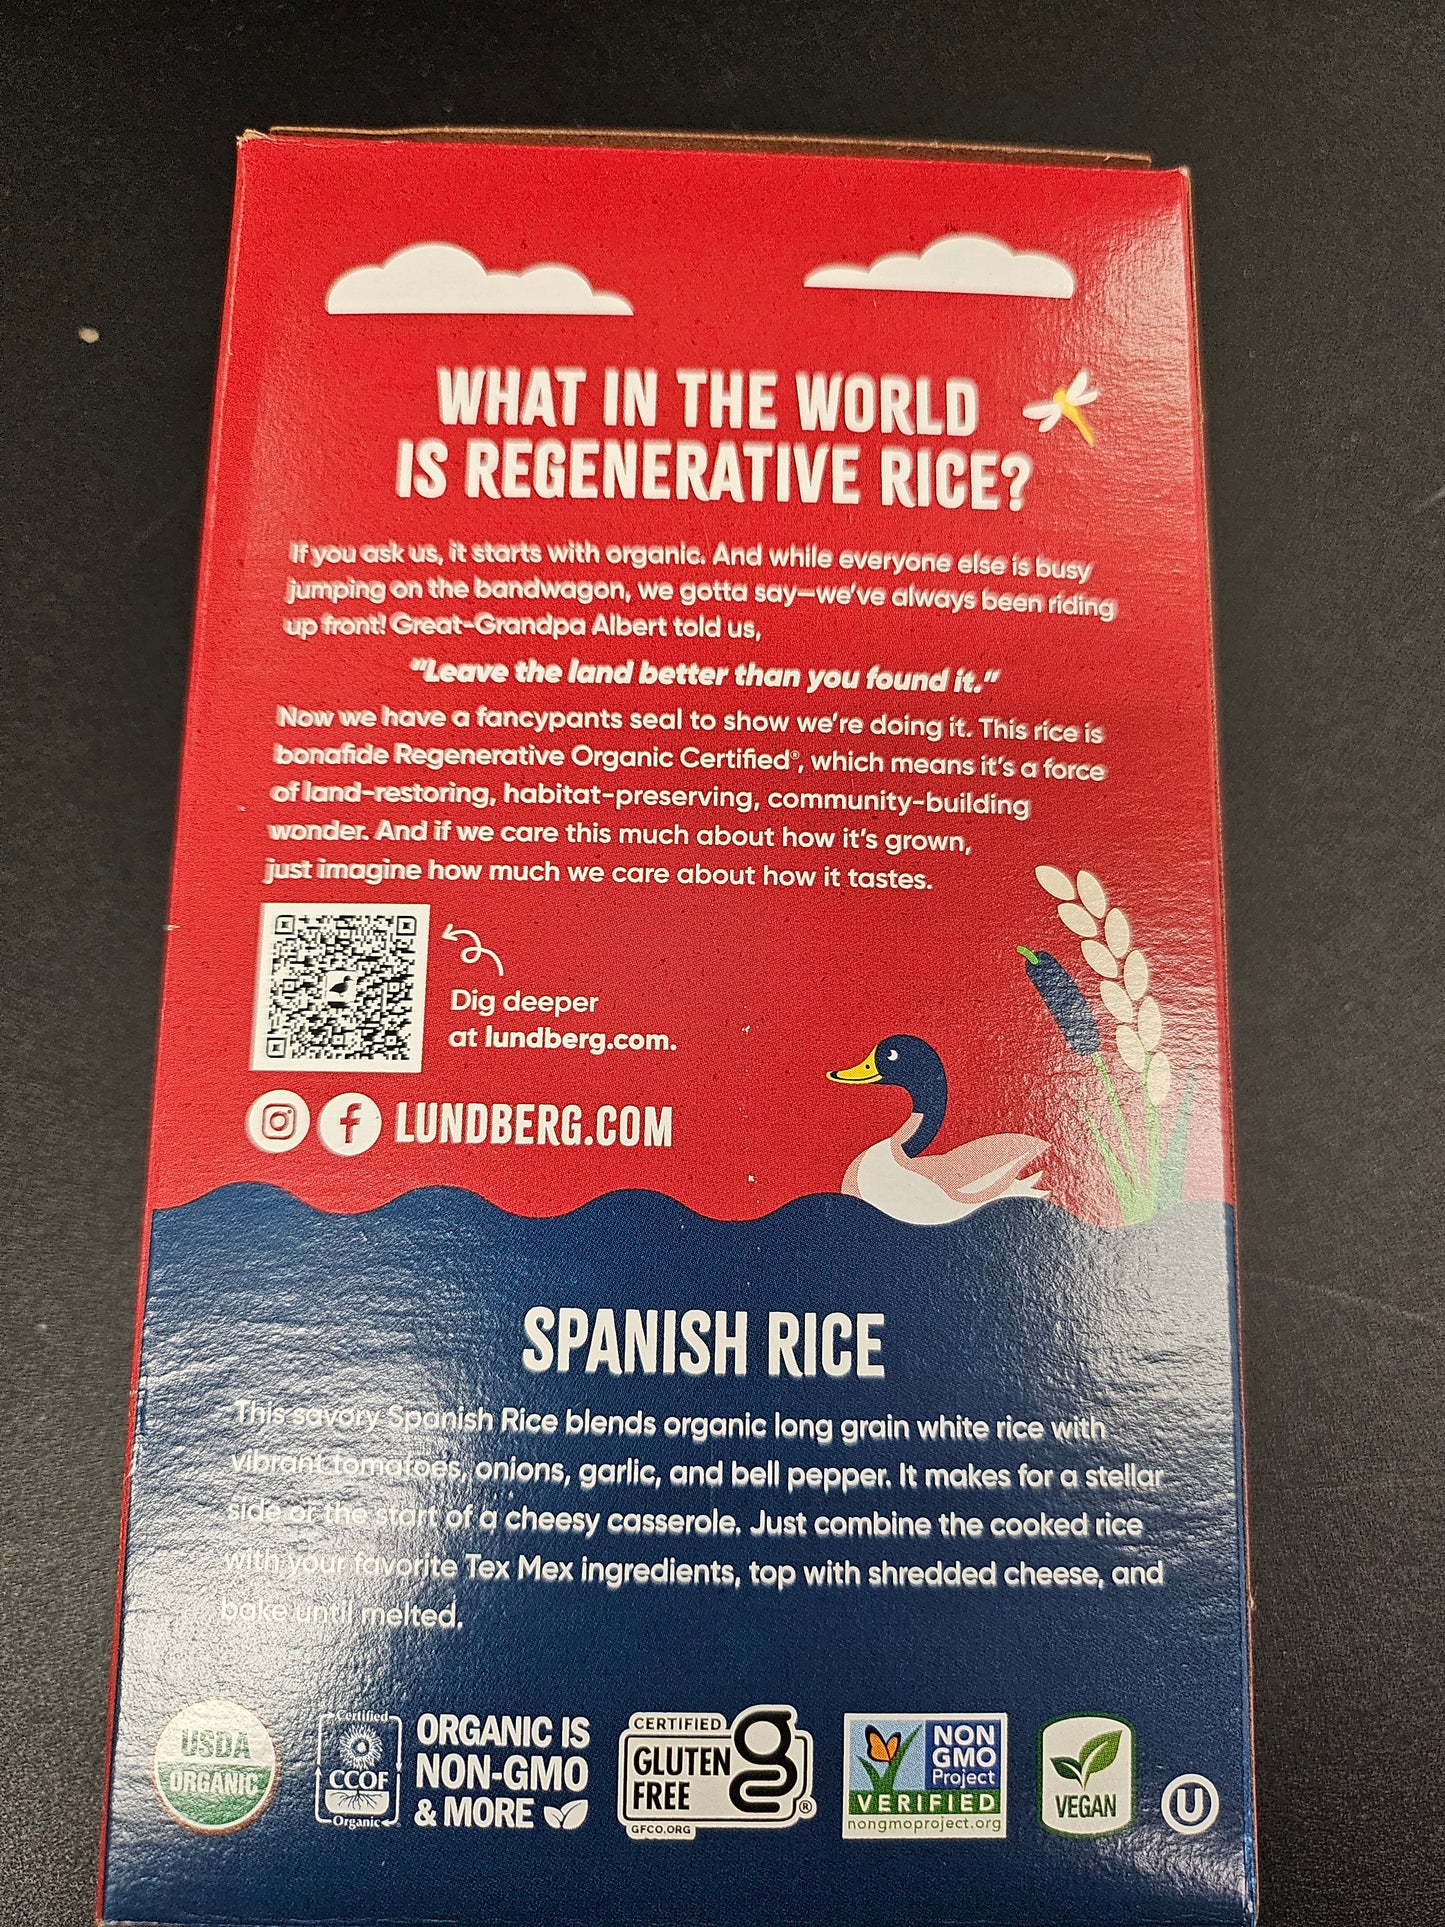 WHAT IN THE WORLD
IS REGENERATIVE RICE?
If you ask us, it starts with organic. And while everyone else is busy
jumping on the bandwagon, we gotta say—we've always been riding
up front! Great-Grandpa Albert told us,
"Leave the land better than you found it."
Now we have a fancypants seal to show we're doing it. This rice is
bonafide Regenerative Organic Certified®, which means it's a force
of land-restoring, habitat-preserving, community-building
wonder. And if we care this much about how it's grown,
just imagine how much we care about how it tastes.
Dig deeper
at lundberg.com.
LUNDBERG.COM
SPANISH RICE
This savory Spanish Rice blends organic long grain white rice with
vibrant tomatoes, onions, garlic, and bell pepper. It makes for a stellar
side or the start of a cheesy casserole. Just combine the cooked rice
with your favorite Tex Mex ingredients, top with shredded cheese, and
bake until melted.
USDA
ORGANIC
Certified
CCOF
Organic
ORGANIC IS
NON-GMO
& MORE
CERTIFIED
GLUTEN
FREE
g
®
GFCO.ORG
NON
GMO
Project
VERIFIED
nongmoproject.org
VEGAN
U